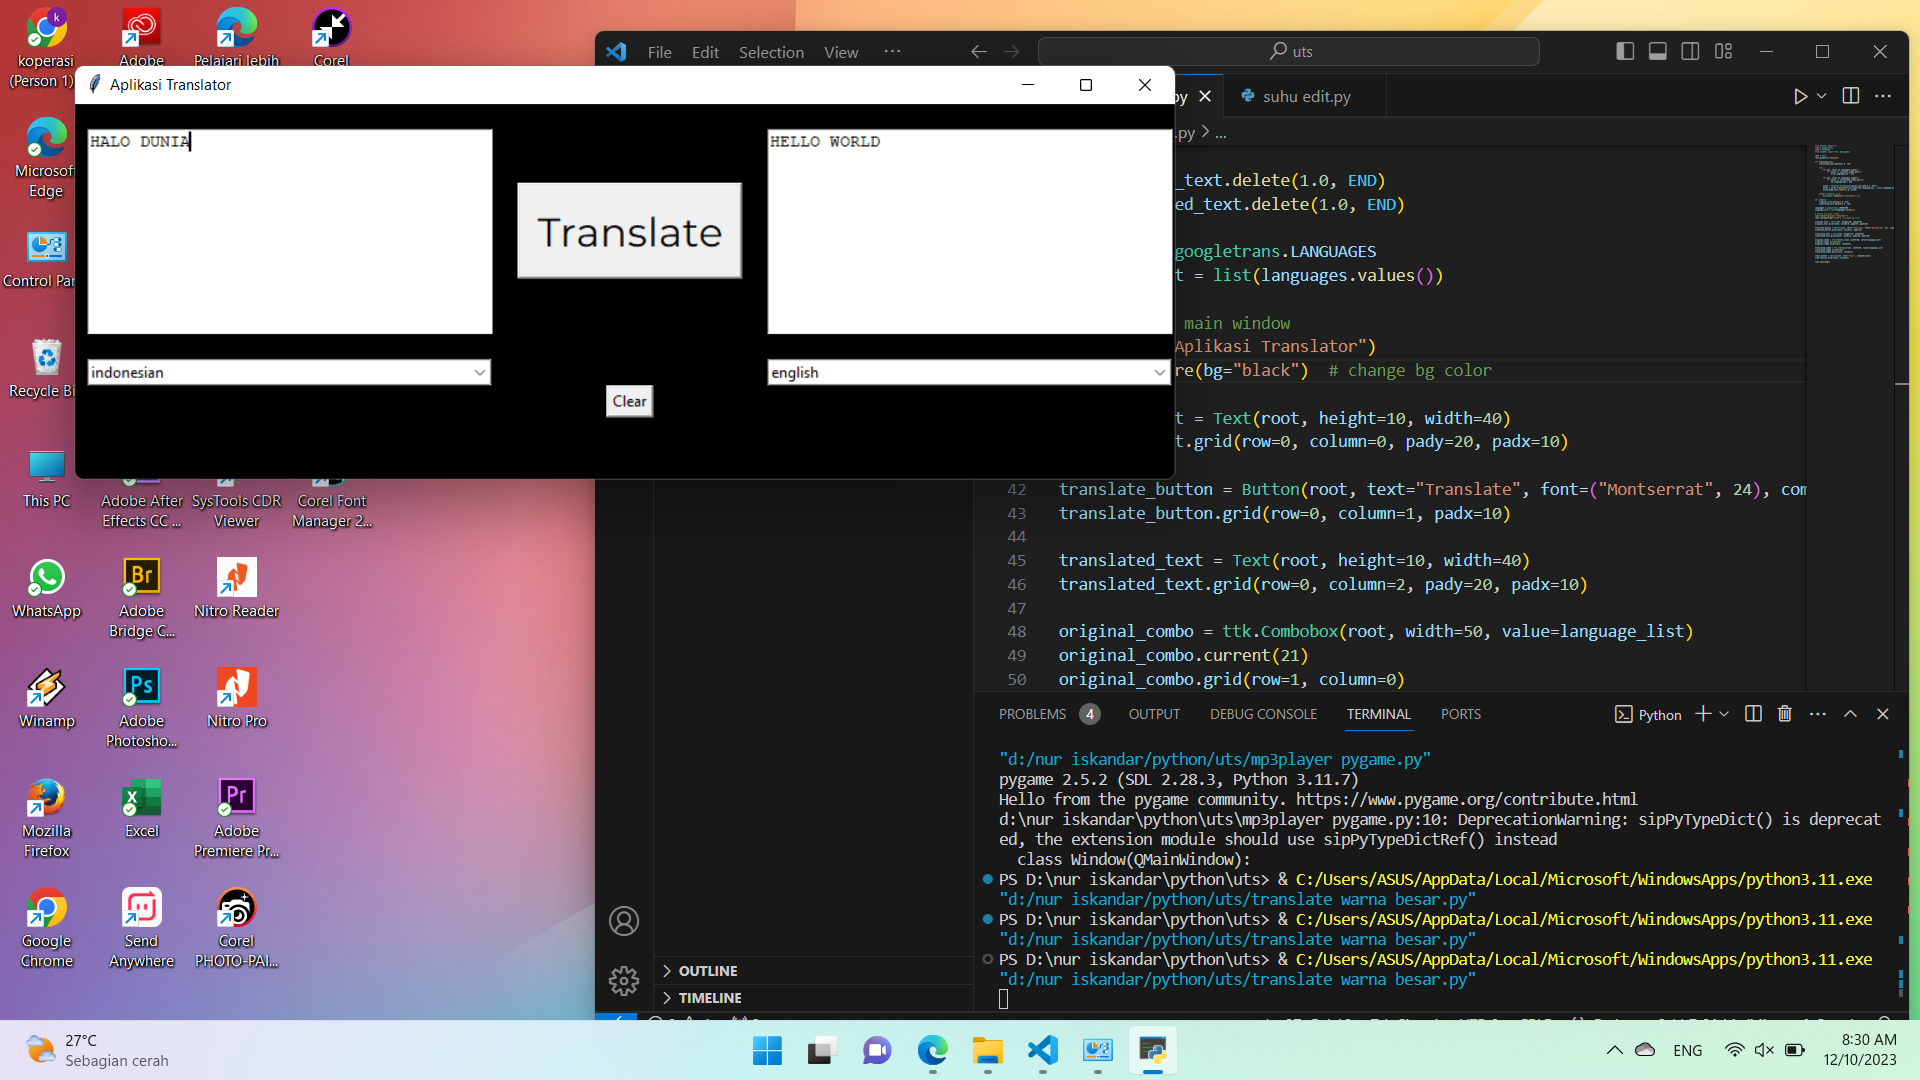 koperasi
(Person 1)
Adobe
Pelajari lebih
Corel
Microsof
Edge
Control Par
Recycle Bi
This PC
Adobe After
Effects CC ...
SysTools CDR
Viewer
Corel Font
Manager 2...
WhatsApp
Adobe
Bridge C...
Nitro Reader
Winamp
Adobe
Photosho...
Nitro Pro
Mozilla
Firefox
Excel
Adobe
Premiere Pr...
Google
Chrome
Send
Anywhere
Corel
PHOTO-PAI...
Aplikasi Translator
HALO DUNIA
Translate
HELLO WORLD
indonesian
english
Clear
File Edit Selection View ...
uts
py
suhu edit.py
.py > ...
_text.delete(1.0, END)
ed_text.delete(1.0, END)
googletrans.LANGUAGES
t = list(languages.values())
main window
Aplikasi Translator")
re(bg="black")  # change bg color
t = Text(root, height=10, width=40)
t.grid(row=0, column=0, pady=20, padx=10)
42 translate_button = Button(root, text="Translate", font=("Montserrat", 24), com
43 translate_button.grid(row=0, column=1, padx=10)
44
45 translated_text = Text(root, height=10, width=40)
46 translated_text.grid(row=0, column=2, pady=20, padx=10)
47
48 original_combo = ttk.Combobox(root, width=50, value=language_list)
49 original_combo.current(21)
50 original_combo.grid(row=1, column=0)
PROBLEMS 4 OUTPUT DEBUG CONSOLE TERMINAL PORTS
Python
"d:/nur iskandar/python/uts/mp3player pygame.py"
pygame 2.5.2 (SDL 2.28.3, Python 3.11.7)
Hello from the pygame community. https://www.pygame.org/contribute.html
d:\nur iskandar\python\uts\mp3player pygame.py:10: DeprecationWarning: sipPyTypeDict() is deprecat
ed, the extension module should use sipPyTypeDictRef() instead
class Window(QMainWindow):
PS D:\nur iskandar\python\uts> & C:/Users/ASUS/AppData/Local/Microsoft/WindowsApps/python3.11.exe
"d:/nur iskandar/python/uts/translate warna besar.py"
PS D:\nur iskandar\python\uts> & C:/Users/ASUS/AppData/Local/Microsoft/WindowsApps/python3.11.exe
"d:/nur iskandar/python/uts/translate warna besar.py"
PS D:\nur iskandar\python\uts> & C:/Users/ASUS/AppData/Local/Microsoft/WindowsApps/python3.11.exe
"d:/nur iskandar/python/uts/translate warna besar.py"
OUTLINE
TIMELINE
27°C
Sebagian cerah
ENG
8:30 AM
12/10/2023